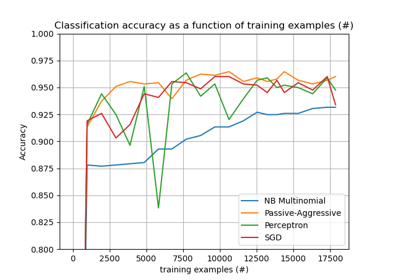 Classification accuracy as a function of training examples (#)
1.000
0.975
0.950
0.925
0.900
0.875
0.850
0.825
0.800
Accuracy
NB Multinomial
Passive-Aggressive
Perceptron
SGD
0 2500 5000 7500 10000 12500 15000 17500
training examples (#)